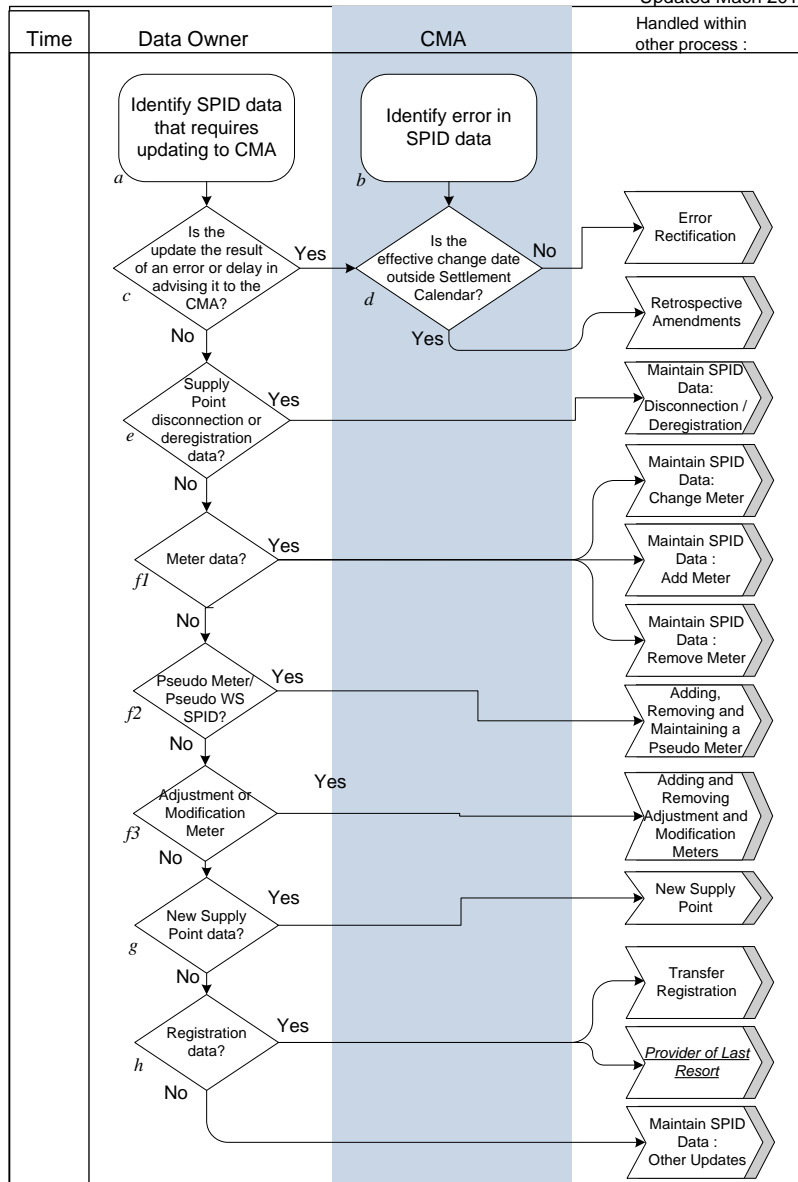 Updated Mach 201
Time
Data Owner
CMA
Handled within
other process :
Identify SPID data
that requires
updating to CMA
a
Identify error in
SPID data
b
Is the
update the result
of an error or delay in
advising it to the
CMA?
c
Yes
No
Is the
effective change date
outside Settlement
Calendar?
d
No
Yes
Error
Rectification
Retrospective
Amendments
Supply
Point
disconnection or
deregistration
data?
e
Yes
No
Maintain SPID
Data:
Disconnection /
Deregistration
Meter data?
f1
Yes
No
Maintain SPID
Data:
Change Meter
Maintain SPID
Data :
Add Meter
Maintain SPID
Data :
Remove Meter
Pseudo Meter/
Pseudo WS
SPID?
f2
Yes
No
Adding,
Removing and
Maintaining a
Pseudo Meter
Adjustment or
Modification
Meter
f3
Yes
No
Adding and
Removing
Adjustment and
Modification
Meters
New Supply
Point data?
g
Yes
No
New Supply
Point
Registration
data?
h
Yes
No
Transfer
Registration
Provider of Last
Resort
Maintain SPID
Data :
Other Updates